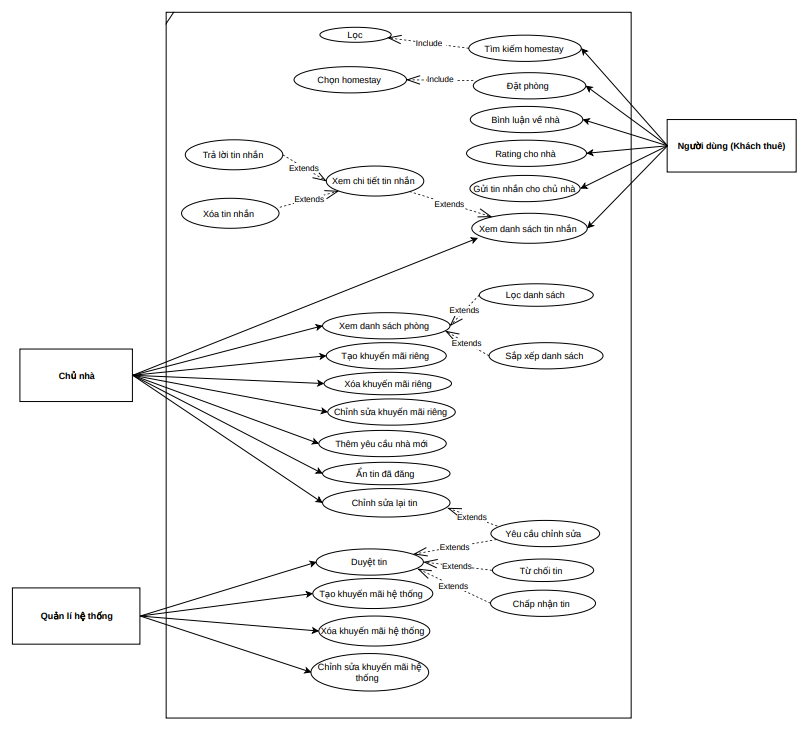 Lọc
Include
Tìm kiếm homestay
Chọn homestay
Include
Đặt phòng
Bình luận về nhà
Người dùng (Khách thuê)
Trả lời tin nhắn
Extends
Rating cho nhà
Xem chi tiết tin nhắn
Gửi tin nhắn cho chủ nhà
Xóa tin nhắn
Extends
Extends
Xem danh sách tin nhắn
Lọc danh sách
Extends
Xem danh sách phòng
Extends
Sắp xếp danh sách
Tạo khuyến mãi riêng
Chủ nhà
Xóa khuyến mãi riêng
Chỉnh sửa khuyến mãi riêng
Thêm yêu cầu nhà mới
Ẩn tin đã đăng
Chỉnh sửa lại tin
Extends
Yêu cầu chỉnh sửa
Extends
Duyệt tin
Extends
Từ chối tin
Extends
Tạo khuyến mãi hệ thống
Chấp nhận tin
Quản lí hệ thống
Xóa khuyến mãi hệ thống
Chỉnh sửa khuyến mãi hệ
thống